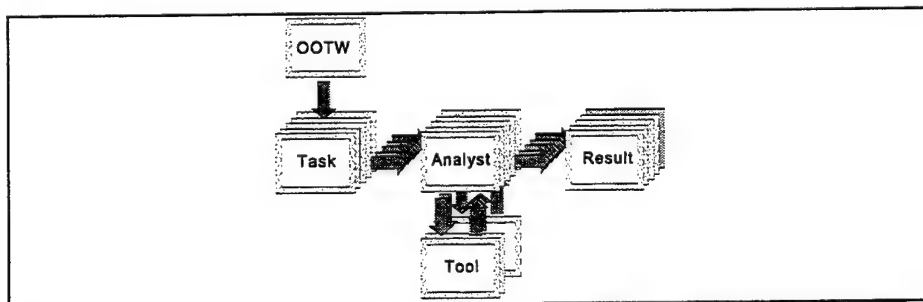 OOTW
Task
Analyst
Result
Tool